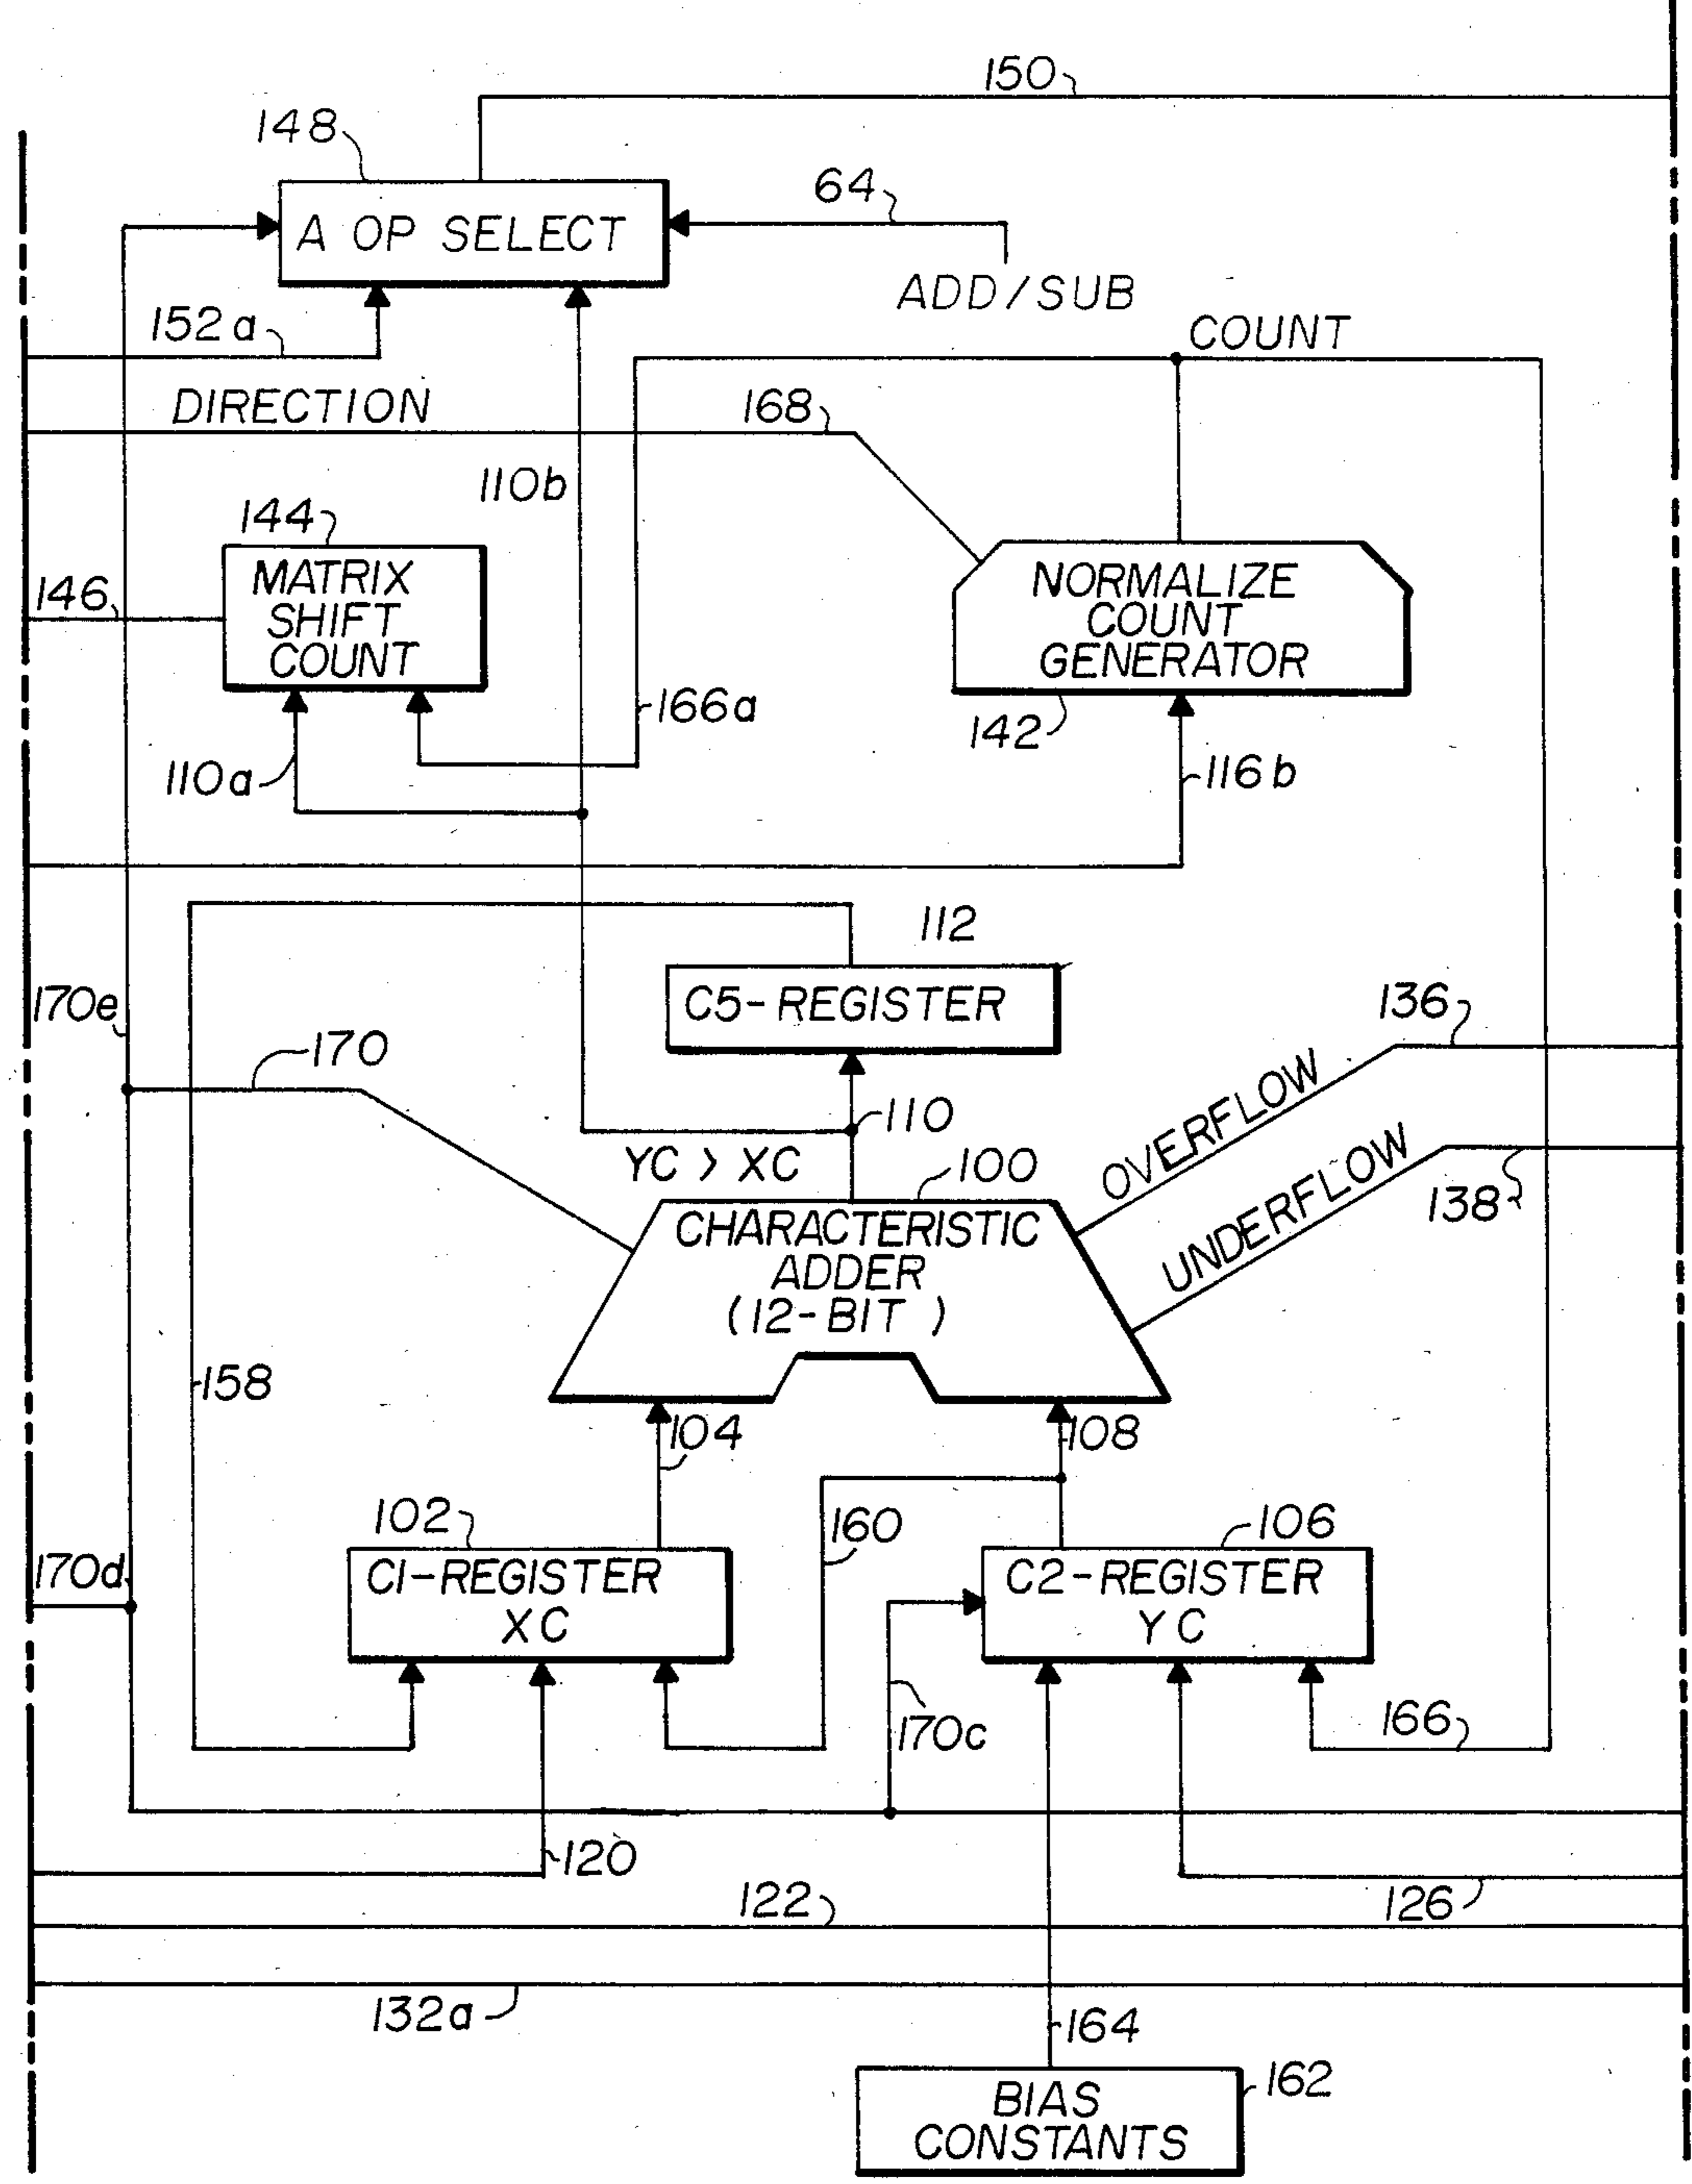 150
148
64
A OP SELECT
ADD/SUB
152a
COUNT
DIRECTION
168
110b
144
MATRIX
SHIFT
COUNT
146
NORMALIZE
COUNT
GENERATOR
166a
142
110a
116b
112
C5-REGISTER
170e
136
170
110
OVERFLOW
YC > XC
100
138
UNDERFLOW
CHARACTERISTIC
ADDER
(12-BIT )
158
104
108
102
160
106
170d
C1-REGISTER
XC
C2-REGISTER
YC
170c
166
120
122
126
132a
164
162
BIAS
CONSTANTS